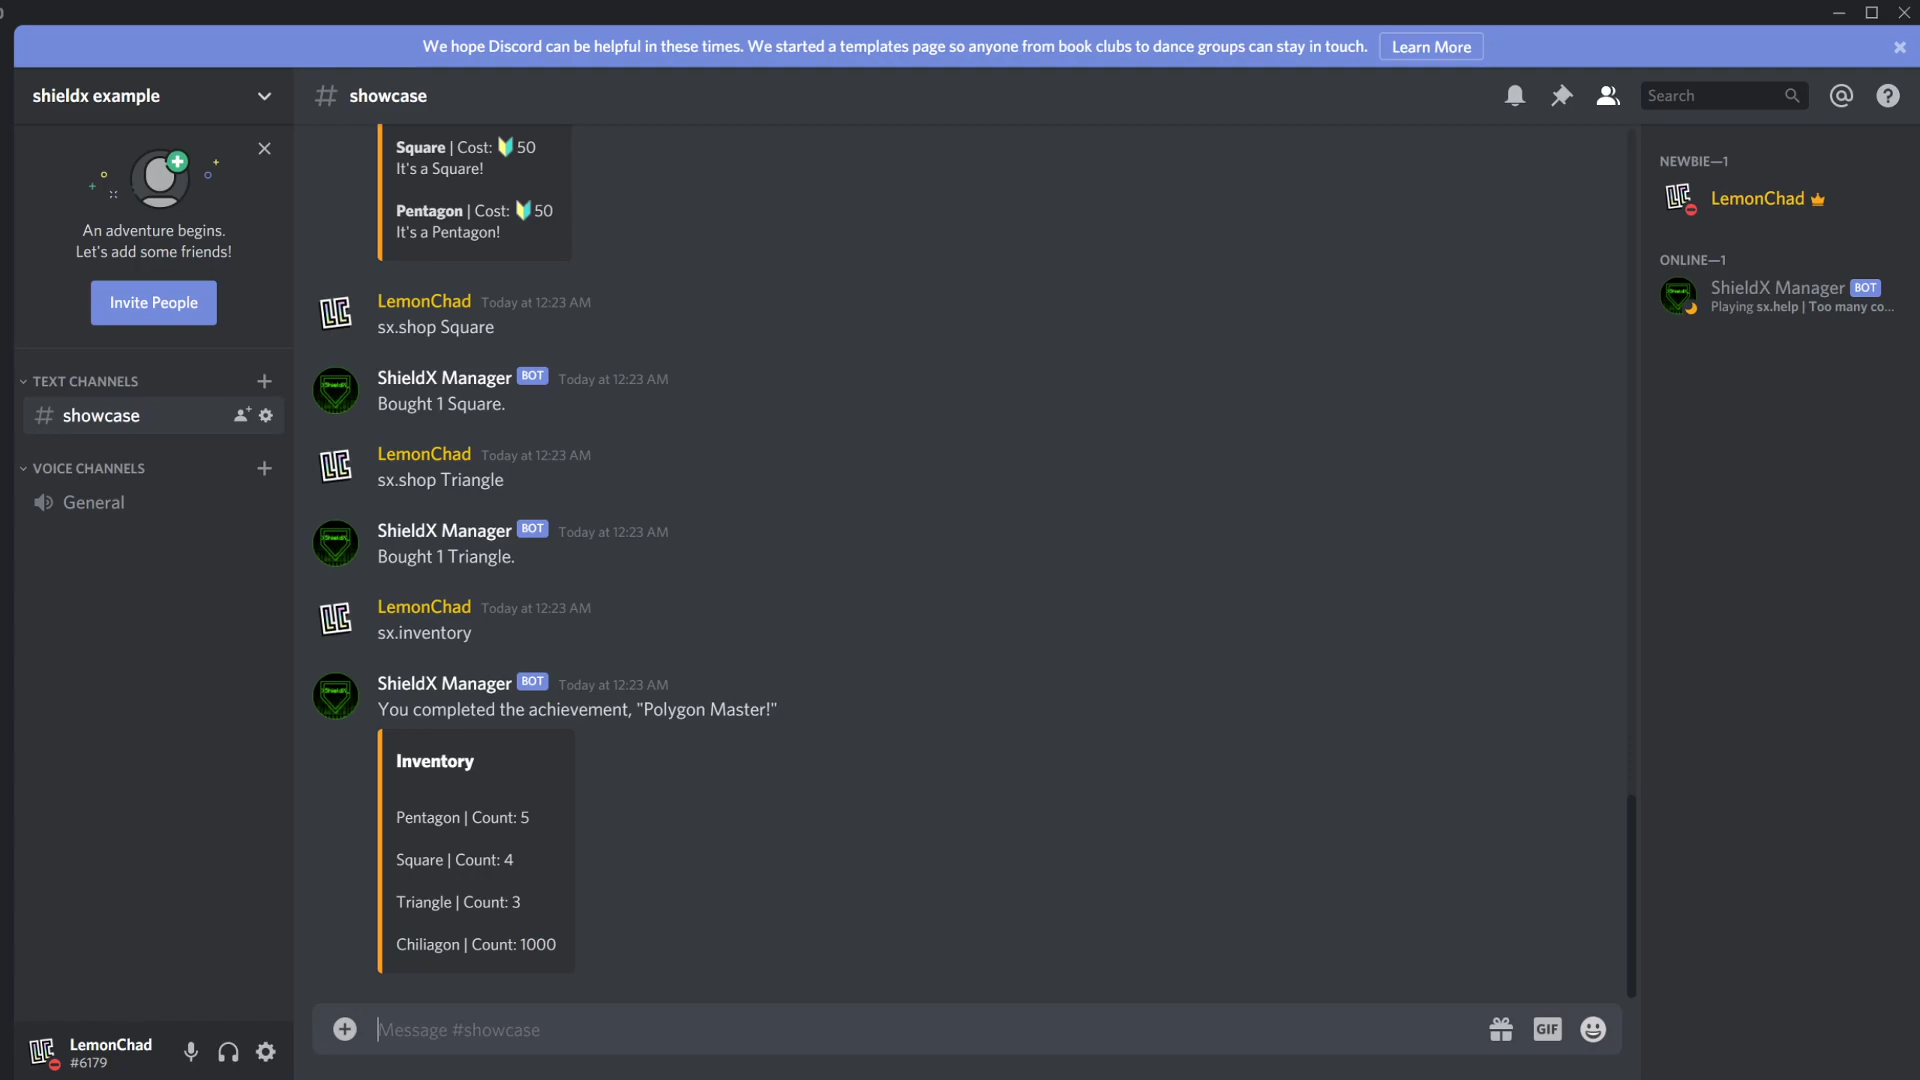 We hope Discord can be helpful in these times. We started a templates page so anyone from book clubs to dance groups can stay in touch. Learn More
shieldx example
showcase
Search
An adventure begins.
Let's add some friends!
Invite People
TEXT CHANNELS
showcase
VOICE CHANNELS
General
LemonChad
#6179
Square | Cost: 50
It's a Square!
Pentagon | Cost: 50
It's a Pentagon!
LemonChad Today at 12:23 AM
sx.shop Square
ShieldX Manager BOT Today at 12:23 AM
Bought 1 Square.
LemonChad Today at 12:23 AM
sx.shop Triangle
ShieldX Manager BOT Today at 12:23 AM
Bought 1 Triangle.
LemonChad Today at 12:23 AM
sx.inventory
ShieldX Manager BOT Today at 12:23 AM
You completed the achievement, "Polygon Master!"
Inventory
Pentagon | Count: 5
Square | Count: 4
Triangle | Count: 3
Chiliagon | Count: 1000
Message #showcase
GIF
NEWBIE—1
LemonChad
ONLINE—1
ShieldX Manager BOT
Playing sx.help | Too many co...